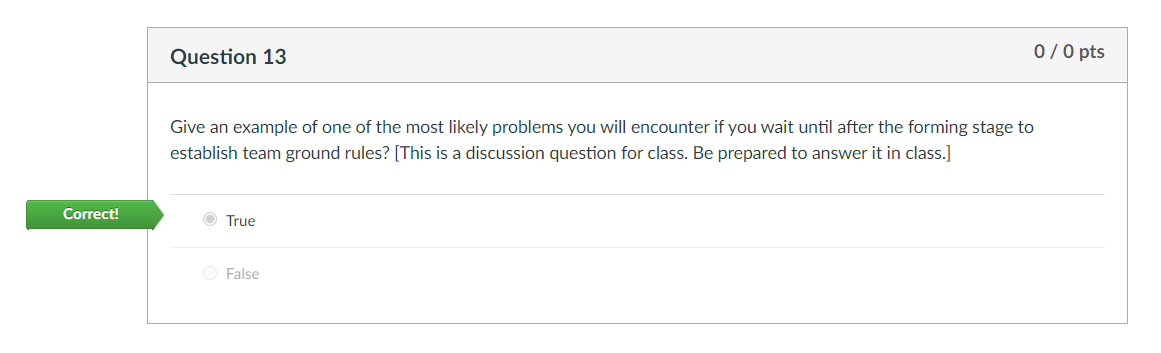 Question 13
0 / 0 pts
Give an example of one of the most likely problems you will encounter if you wait until after the forming stage to
establish team ground rules? [This is a discussion question for class. Be prepared to answer it in class.]
Correct!
True
False